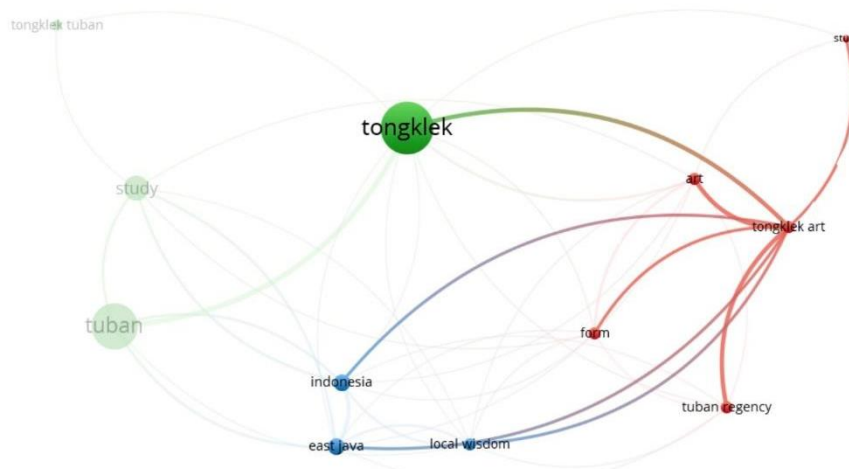 tongklek tuban
tongklek
study
art
tongklek art
tuban
form
indonesia
tuban regency
east java
local wisdom